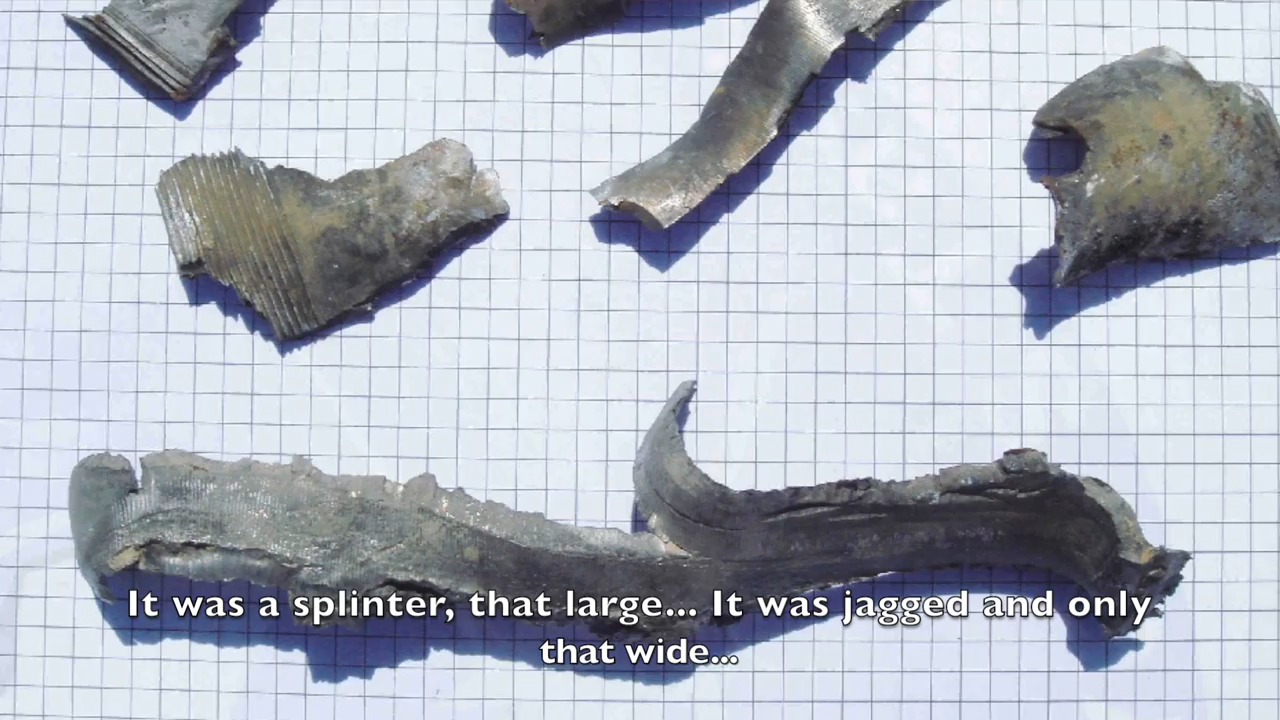 It was a splinter, that large... It was jagged and only
that wide...